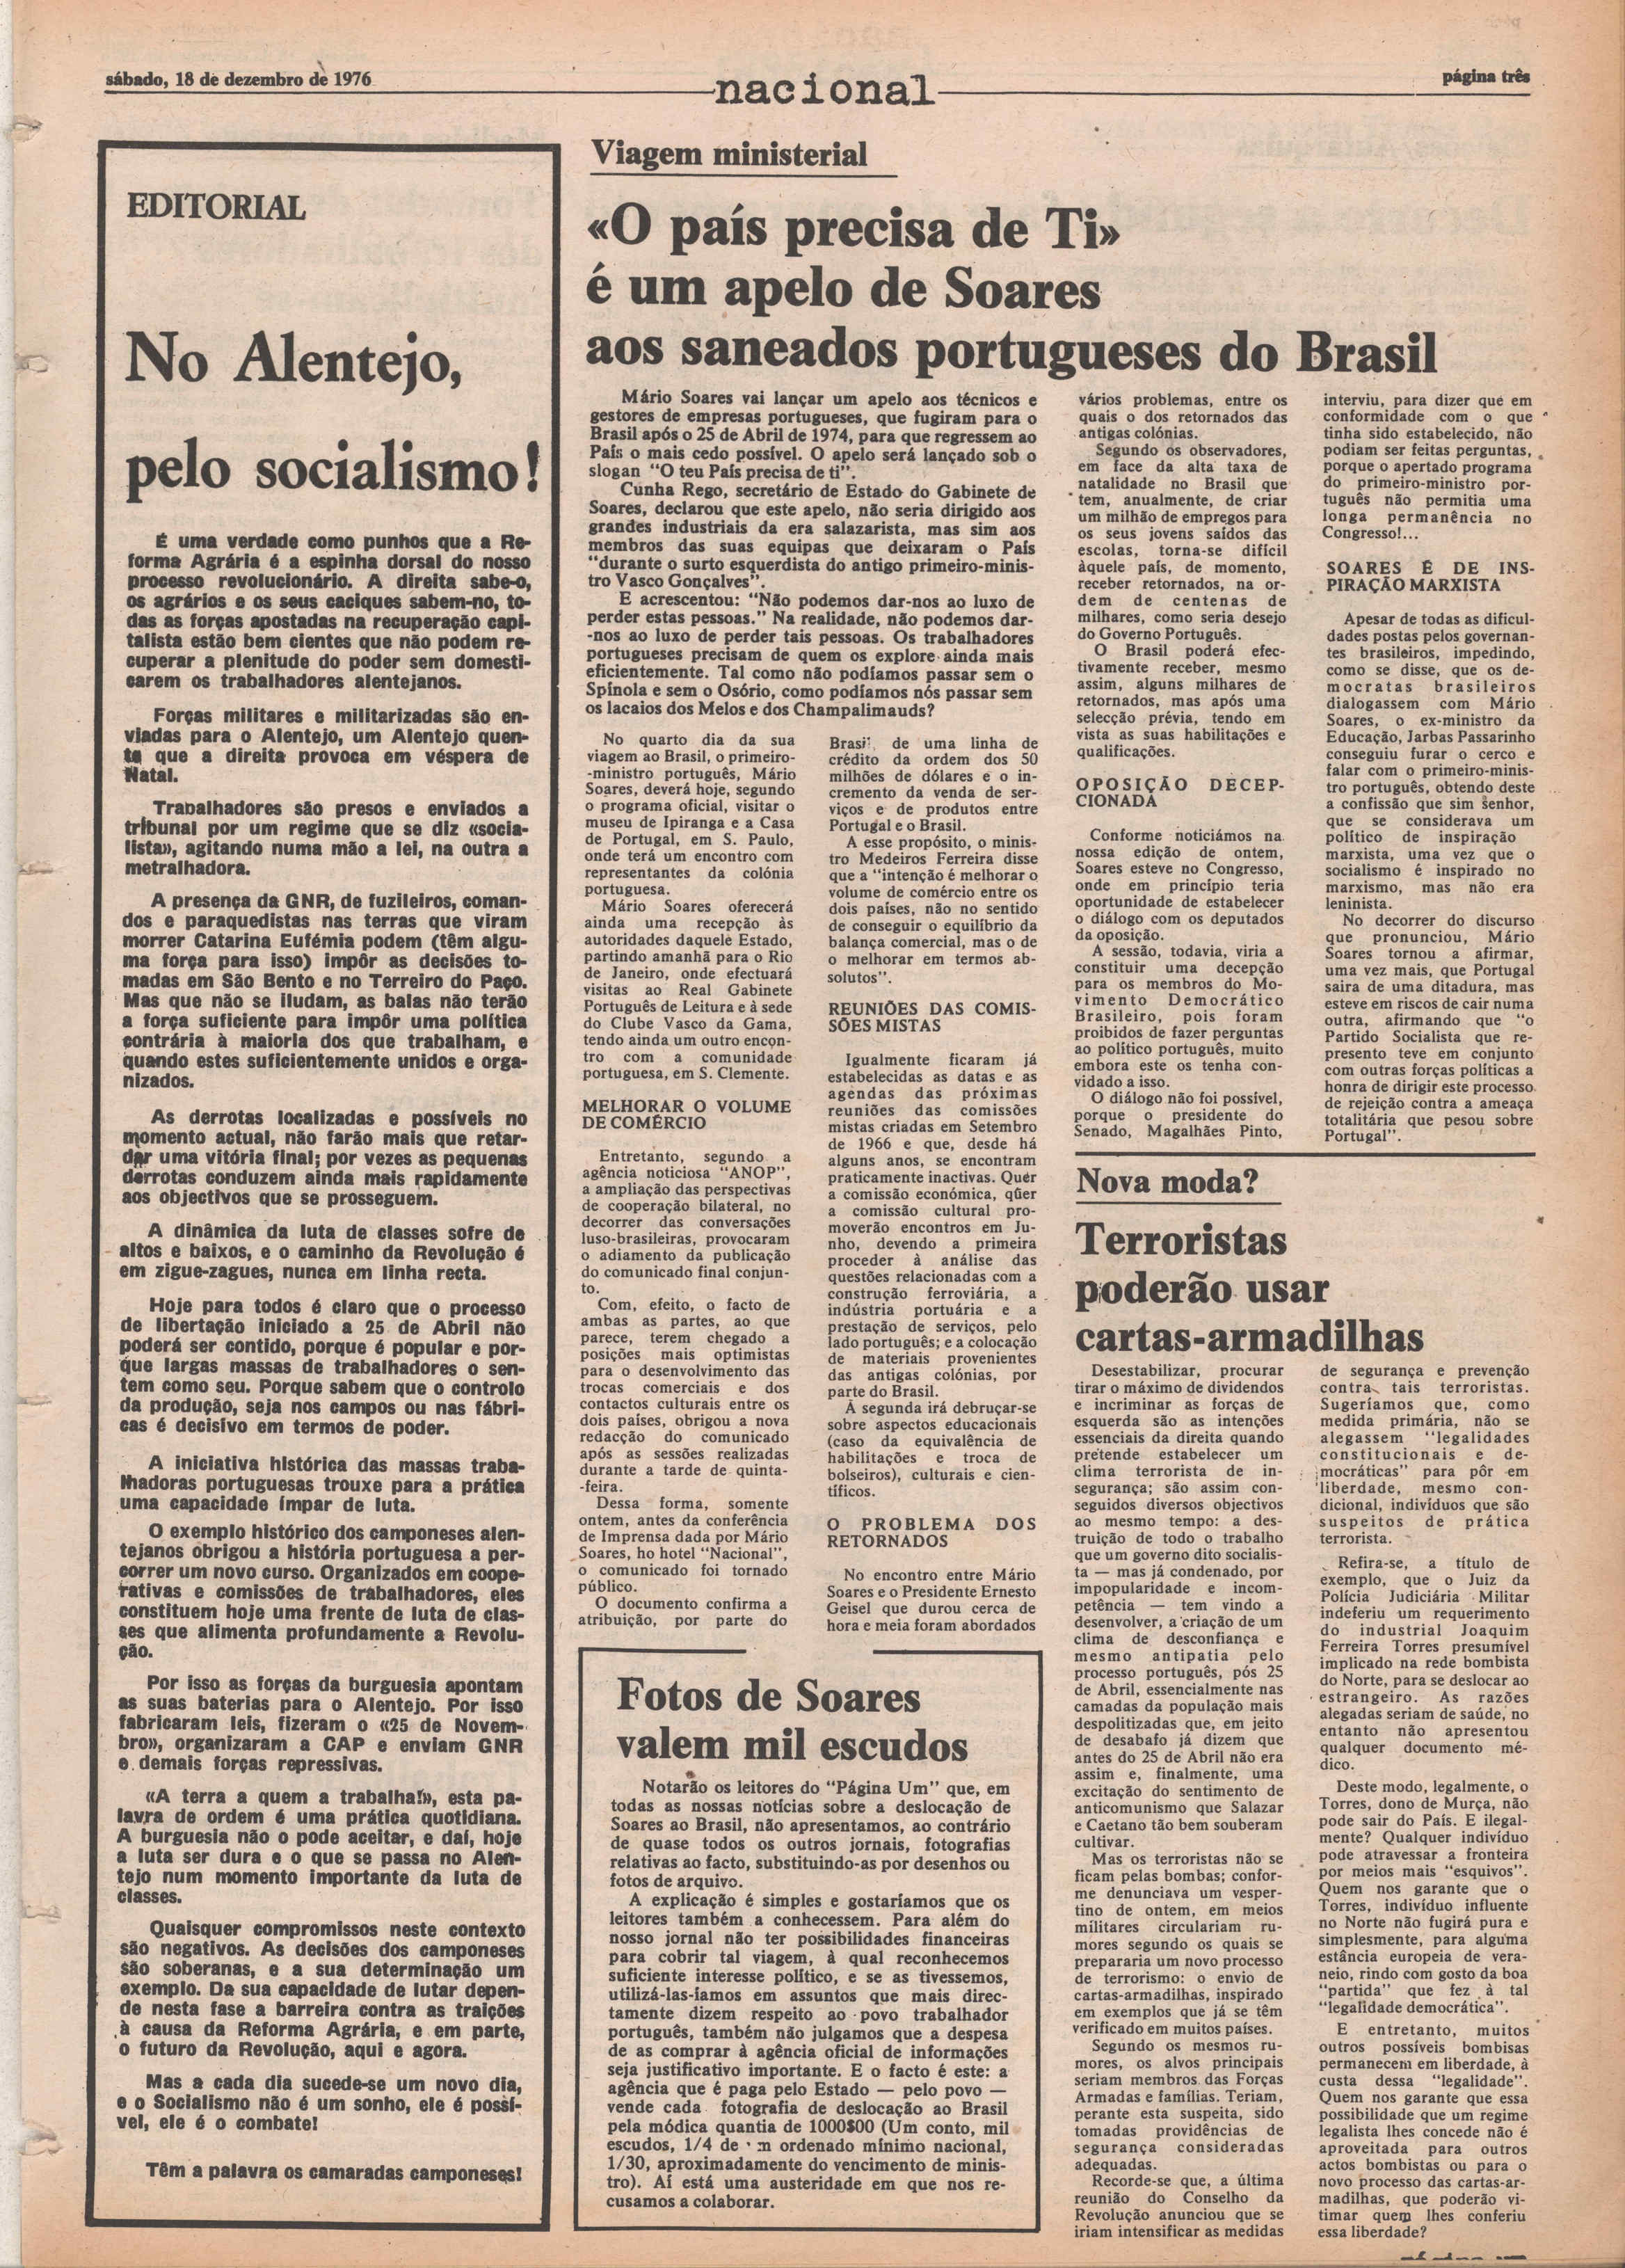 sábado, 18 de dezembro de 1976
nacional
página três
EDITORIAL
No Alentejo,
pelo socialismo!
É uma verdade como punhos que a Re-
forma Agrária é a espinha dorsal do nosso
processo revolucionário. A direita sabe-o,
os agrários e os seus caciques sabem-no, to-
das as forças apostadas na recuperação capi-
talista estão bem cientes que não podem re-
cuperar a plenitude do poder sem domesti-
carem os trabalhadores alentejanos.
Forças militares e militarizadas são en-
viadas para o Alentejo, um Alentejo quen-
te que a direita provoca em véspera de
Natal.
Trabalhadores são presos e enviados a
tribunal por um regime que se diz «socia-
lista», agitando numa mão a lei, na outra a
metralhadora.
A presença da GNR, de fuzileiros, coman-
dos e paraquedistas nas terras que viram
morrer Catarina Eufémia podem (têm algu-
ma força para isso) impôr as decisões to-
madas em São Bento e no Terreiro do Paço.
Mas que não se iludam, as balas não terão
a força suficiente para impôr uma política
contrária à maioria dos que trabalham, e
quando estes suficientemente unidos e orga-
nizados.
As derrotas localizadas e possíveis no
momento actual, não farão mais que retar-
dar uma vitória final; por vezes as pequenas
derrotas conduzem ainda mais rapidamente
aos objectivos que se prosseguem.
A dinâmica da luta de classes sofre de
altos e baixos, e o caminho da Revolução é
em zigue-zagues, nunca em linha recta.
Hoje para todos é claro que o processo
de libertação iniciado a 25 de Abril não
poderá ser contido, porque é popular e por-
que largas massas de trabalhadores o sen-
tem como seu. Porque sabem que o controlo
da produção, seja nos campos ou nas fábri-
cas é decisivo em termos de poder.
A iniciativa histórica das massas traba-
lhadoras portuguesas trouxe para a prática
uma capacidade ímpar de luta.
O exemplo histórico dos camponeses alen-
tejanos obrigou a história portuguesa a per-
correr um novo curso. Organizados em coope-
rativas e comissões de trabalhadores, eles
constituem hoje uma frente de luta de clas-
ses que alimenta profundamente a Revolu-
ção.
Por isso as forças da burguesia apontam
as suas baterias para o Alentejo. Por isso
fabricaram leis, fizeram o «25 de Novem-
bro», organizaram a CAP e enviam GNR
e demais forças repressivas.
«A terra a quem a trabalha!», esta pa-
lavra de ordem é uma prática quotidiana.
A burguesia não o pode aceitar, e daí, hoje
a luta ser dura e o que se passa no Alen-
tejo num momento importante da luta de
classes.
Quaisquer compromissos neste contexto
são negativos. As decisões dos camponeses
são soberanas, e a sua determinação um
exemplo. Da sua capacidade de lutar depen-
de nesta fase a barreira contra as traições
à causa da Reforma Agrária, e em parte,
o futuro da Revolução, aqui e agora.
Mas a cada dia sucede-se um novo dia,
e o Socialismo não é um sonho, ele é possí-
vel, ele é o combate!
Têm a palavra os camaradas camponeses!
Viagem ministerial
«O país precisa de Ti»
é um apelo de Soares
aos saneados portugueses do Brasil
Mário Soares vai lançar um apelo aos técnicos e
gestores de empresas portugueses, que fugiram para o
Brasil após o 25 de Abril de 1974, para que regressem ao
País o mais cedo possível. O apelo será lançado sob o
slogan "O teu País precisa de ti".
Cunha Rego, secretário de Estado do Gabinete de
Soares, declarou que este apelo, não seria dirigido aos
grandes industriais da era salazarista, mas sim aos
membros das suas equipas que deixaram o País
"durante o surto esquerdista do antigo primeiro-minis-
tro Vasco Gonçalves".
E acrescentou: "Não podemos dar-nos ao luxo de
perder estas pessoas." Na realidade, não podemos dar-
-nos ao luxo de perder tais pessoas. Os trabalhadores
portugueses precisam de quem os explore ainda mais
eficientemente. Tal como não podíamos passar sem o
Spínola e sem o Osório, como podíamos nós passar sem
os lacaios dos Melos e dos Champalimauds?
No quarto dia da sua
viagem ao Brasil, o primeiro-
-ministro português, Mário
Soares, deverá hoje, segundo
o programa oficial, visitar o
museu de Ipiranga e a Casa
de Portugal, em S. Paulo,
onde terá um encontro com
representantes da colónia
portuguesa.
Mário Soares oferecerá
ainda uma recepção às
autoridades daquele Estado,
partindo amanhã para o Rio
de Janeiro, onde efectuará
visitas ao Real Gabinete
Português de Leitura e à sede
do Clube Vasco da Gama,
tendo ainda um outro encon-
tro com a comunidade
portuguesa, em S. Clemente.
MELHORAR O VOLUME
DE COMÉRCIO
Entretanto, segundo a
agência noticiosa "ANOP",
a ampliação das perspectivas
de cooperação bilateral, no
decorrer das conversações
luso-brasileiras, provocaram
o adiamento da publicação
do comunicado final conjun-
to.
Com, efeito, o facto de
ambas as partes, ao que
parece, terem chegado a
posições mais optimistas
para o desenvolvimento das
trocas comerciais e dos
contactos culturais entre os
dois países, obrigou a nova
redacção do comunicado
após as sessões realizadas
durante a tarde de quinta-
-feira.
Dessa forma, somente
ontem, antes da conferência
de Imprensa dada por Mário
Soares, ho hotel "Nacional",
o comunicado foi tornado
público.
O documento confirma a
atribuição, por parte do
Brasil, de uma linha de
crédito da ordem dos 50
milhões de dólares e o in-
cremento da venda de ser-
viços e de produtos entre
Portugal e o Brasil.
A esse propósito, o minis-
tro Medeiros Ferreira disse
que a "intenção é melhorar o
volume de comércio entre os
dois países, não no sentido
de conseguir o equilíbrio da
balança comercial, mas o de
o melhorar em termos ab-
solutos".
REUNIÕES DAS COMIS-
SÕES MISTAS
Igualmente ficaram já
estabelecidas as datas e as
agendas das próximas
reuniões das comissões
mistas criadas em Setembro
de 1966 e que, desde há
alguns anos, se encontram
praticamente inactivas. Quer
a comissão económica, qüer
a comissão cultural pro-
moverão encontros em Ju-
nho, devendo a primeira
proceder à análise das
questões relacionadas com a
construção ferroviária, a
indústria portuária e a
prestação de serviços, pelo
lado português; e a colocação
de materiais provenientes
das antigas colónias, por
parte do Brasil.
A segunda irá debruçar-se
sobre aspectos educacionais
(caso da equivalência de
habilitações e troca de
bolseiros), culturais e cien-
tíficos.
O PROBLEMA DOS
RETORNADOS
No encontro entre Mário
Soares e o Presidente Ernesto
Geisel que durou cerca de
hora e meia foram abordados
vários problemas, entre os
quais o dos retornados das
antigas colónias.
Segundo os observadores,
em face da alta taxa de
natalidade no Brasil que
tem, anualmente, de criar
um milhão de empregos para
os seus jovens saídos das
escolas, torna-se difícil
àquele país, de momento,
receber retornados, na or-
dem de centenas de
milhares, como seria desejo
do Governo Português.
O Brasil poderá efec-
tivamente receber, mesmo
assim, alguns milhares de
retornados, mas após uma
selecção prévia, tendo em
vista as suas habilitações e
qualificações.
OPOSIÇÃO DECEP-
CIONADA
Conforme noticiámos na
nossa edição de ontem,
Soares esteve no Congresso,
onde em princípio teria
oportunidade de estabelecer
o diálogo com os deputados
da oposição.
A sessão, todavia, viria a
constituir uma decepção
para os membros do Mo-
vimento Democrático
Brasileiro, pois foram
proibidos de fazer perguntas
ao político português, muito
embora este os tenha con-
vidado a isso.
O diálogo não foi possível,
porque o presidente do
Senado, Magalhães Pinto,
interviu, para dizer que em
conformidade com o que
tinha sido estabelecido, não
podiam ser feitas perguntas,
porque o apertado programa
do primeiro-ministro por-
tuguês não permitia uma
longa permanência no
Congresso!...
SOARES É DE INS-
PIRAÇÃO MARXISTA
Apesar de todas as dificul-
dades postas pelos governan-
tes brasileiros, impedindo,
como se disse, que os de-
mocratas brasileiros
dialogassem com Mário
Soares, o ex-ministro da
Educação, Jarbas Passarinho
conseguiu furar o cerco e
falar com o primeiro-minis-
tro português, obtendo deste
a confissão que sim senhor,
que se considerava um
político de inspiração
marxista, uma vez que o
socialismo é inspirado no
marxismo, mas não era
leninista.
No decorrer do discurso
que pronunciou, Mário
Soares tornou a afirmar,
uma vez mais, que Portugal
saira de uma ditadura, mas
esteve em riscos de cair numa
outra, afirmando que "o
Partido Socialista que re-
presento teve em conjunto
com outras forças políticas a
honra de dirigir este processo
de rejeição contra a ameaça
totalitária que pesou sobre
Portugal".
Fotos de Soares
valem mil escudos
Notarão os leitores do "Página Um" que, em
todas as nossas notícias sobre a deslocação de
Soares ao Brasil, não apresentamos, ao contrário
de quase todos os outros jornais, fotografias
relativas ao facto, substituindo-as por desenhos ou
fotos de arquivo.
A explicação é simples e gostaríamos que os
leitores também a conhecessem. Para além do
nosso jornal não ter possibilidades financeiras
para cobrir tal viagem, à qual reconhecemos
suficiente interesse político, e se as tivessemos,
utilizá-las-íamos em assuntos que mais direc-
tamente dizem respeito ao povo trabalhador
português, também não julgamos que a despesa
de as comprar à agência oficial de informações
seja justificativo importante. E o facto é este: a
agência que é paga pelo Estado — pelo povo —
vende cada fotografia de deslocação ao Brasil
pela módica quantia de 1000$00 (Um conto, mil
escudos, 1/4 de um ordenado mínimo nacional,
1/30, aproximadamente do vencimento de minis-
tro). Aí está uma austeridade em que nos re-
cusamos a colaborar.
Nova moda?
Terroristas
poderão usar
cartas-armadilhas
Desestabilizar, procurar
tirar o máximo de dividendos
e incriminar as forças de
esquerda são as intenções
essenciais da direita quando
pretende estabelecer um
clima terrorista de in-
segurança; são assim con-
seguidos diversos objectivos
ao mesmo tempo: a des-
truição de todo o trabalho
que um governo dito socialis-
ta — mas já condenado, por
impopularidade e incom-
petência — tem vindo a
desenvolver, a criação de um
clima de desconfiança e
mesmo antipatia pelo
processo português, pós 25
de Abril, essencialmente nas
camadas da população mais
despolitizadas que, em jeito
de desabafo já dizem que
antes do 25 de Abril não era
assim e, finalmente, uma
excitação do sentimento de
anticomunismo que Salazar
e Caetano tão bem souberam
cultivar.
Mas os terroristas não se
ficam pelas bombas; confor-
me denunciava um vesper-
tino de ontem, em meios
militares circulariam ru-
mores segundo os quais se
prepararia um novo processo
de terrorismo: o envio de
cartas-armadilhas, inspirado
em exemplos que já se têm
verificado em muitos países.
Segundo os mesmos ru-
mores, os alvos principais
seriam membros das Forças
Armadas e famílias. Teriam,
perante esta suspeita, sido
tomadas providências de
segurança consideradas
adequadas.
Recorde-se que, a última
reunião do Conselho da
Revolução anunciou que se
iriam intensificar as medidas
de segurança e prevenção
contra tais terroristas.
Sugeríamos que, como
medida primária, não se
alegassem "legalidades
constitucionais e de-
mocráticas" para pôr em
liberdade, mesmo con-
dicional, indivíduos que são
suspeitos de prática
terrorista.
Refira-se, a título de
exemplo, que o Juiz da
Polícia Judiciária Militar
indeferiu um requerimento
do industrial Joaquim
Ferreira Torres presumível
implicado na rede bombista
do Norte, para se deslocar ao
estrangeiro. As razões
alegadas seriam de saúde, no
entanto não apresentou
qualquer documento mé-
dico.
Deste modo, legalmente, o
Torres, dono de Murça, não
pode sair do País. E ilegal-
mente? Qualquer indivíduo
pode atravessar a fronteira
por meios mais "esquivos".
Quem nos garante que o
Torres, indivíduo influente
no Norte não fugirá pura e
simplesmente, para alguma
estância europeia de vera-
neio, rindo com gosto da boa
"partida" que fez à tal
"legalidade democrática".
E entretanto, muitos
outros possíveis bombisas
permanecem em liberdade, à
custa dessa "legalidade".
Quem nos garante que essa
possibilidade que um regime
legalista lhes concede não é
aproveitada para outros
actos bombistas ou para o
novo processo das cartas-ar-
madilhas, que poderão vi-
timar quem lhes conferiu
essa liberdade?